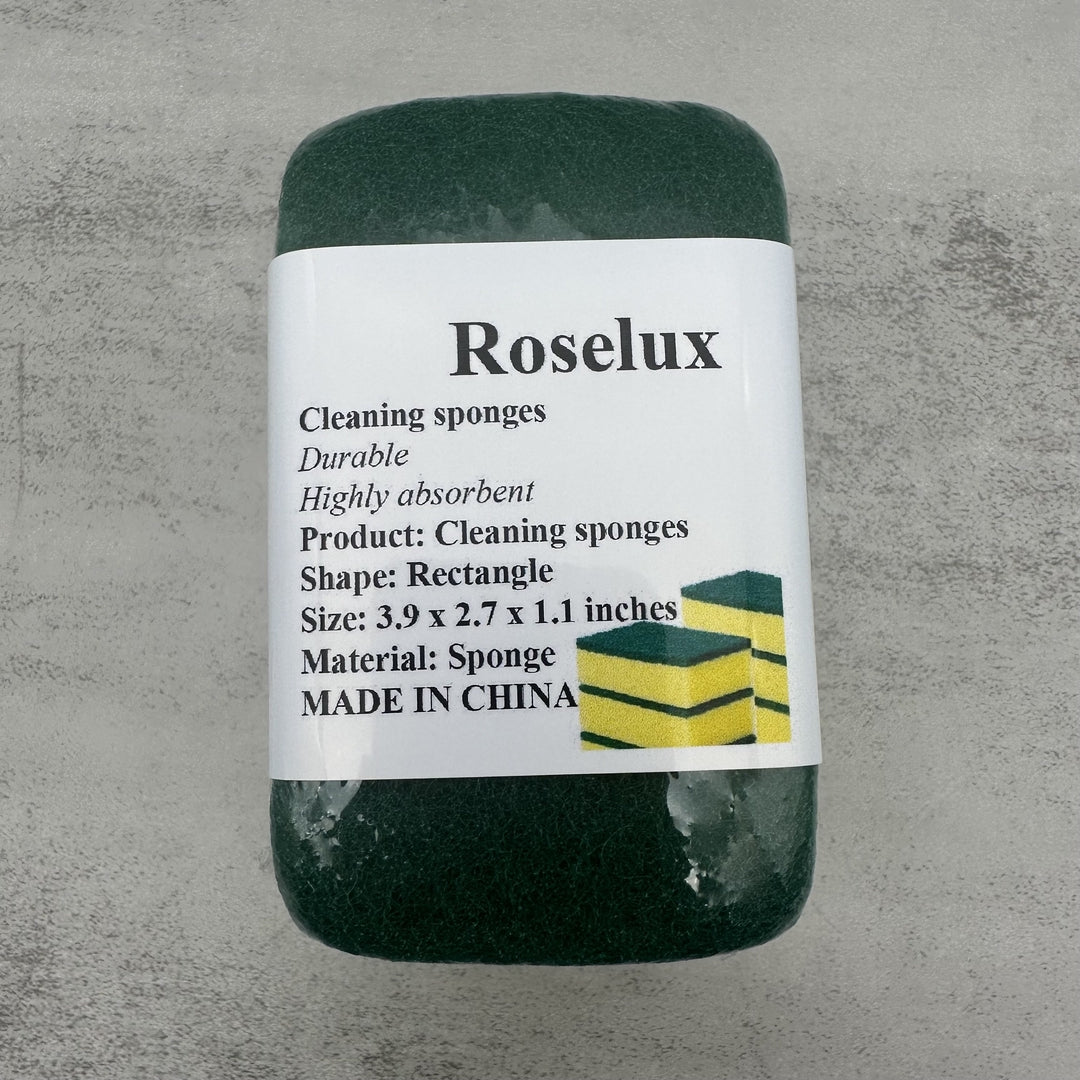 Roselux
Cleaning sponges
Durable
Highly absorbent
Product: Cleaning sponges
Shape: Rectangle
Size: 3.9 x 2.7 x 1.1 inches
Material: Sponge
MADE IN CHINA